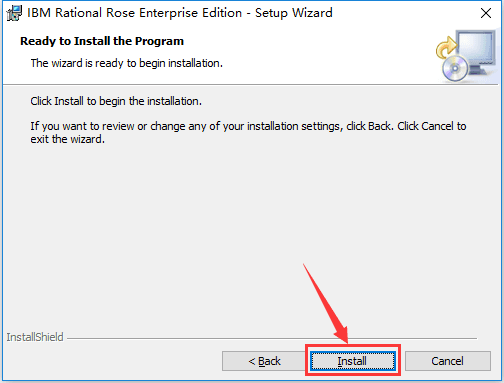 IBM Rational Rose Enterprise Edition - Setup Wizard
Ready to Install the Program
The wizard is ready to begin installation.
Click Install to begin the installation.
If you want to review or change any of your installation settings, click Back. Click Cancel to
exit the wizard.
InstallShield
< Back
Install
Cancel